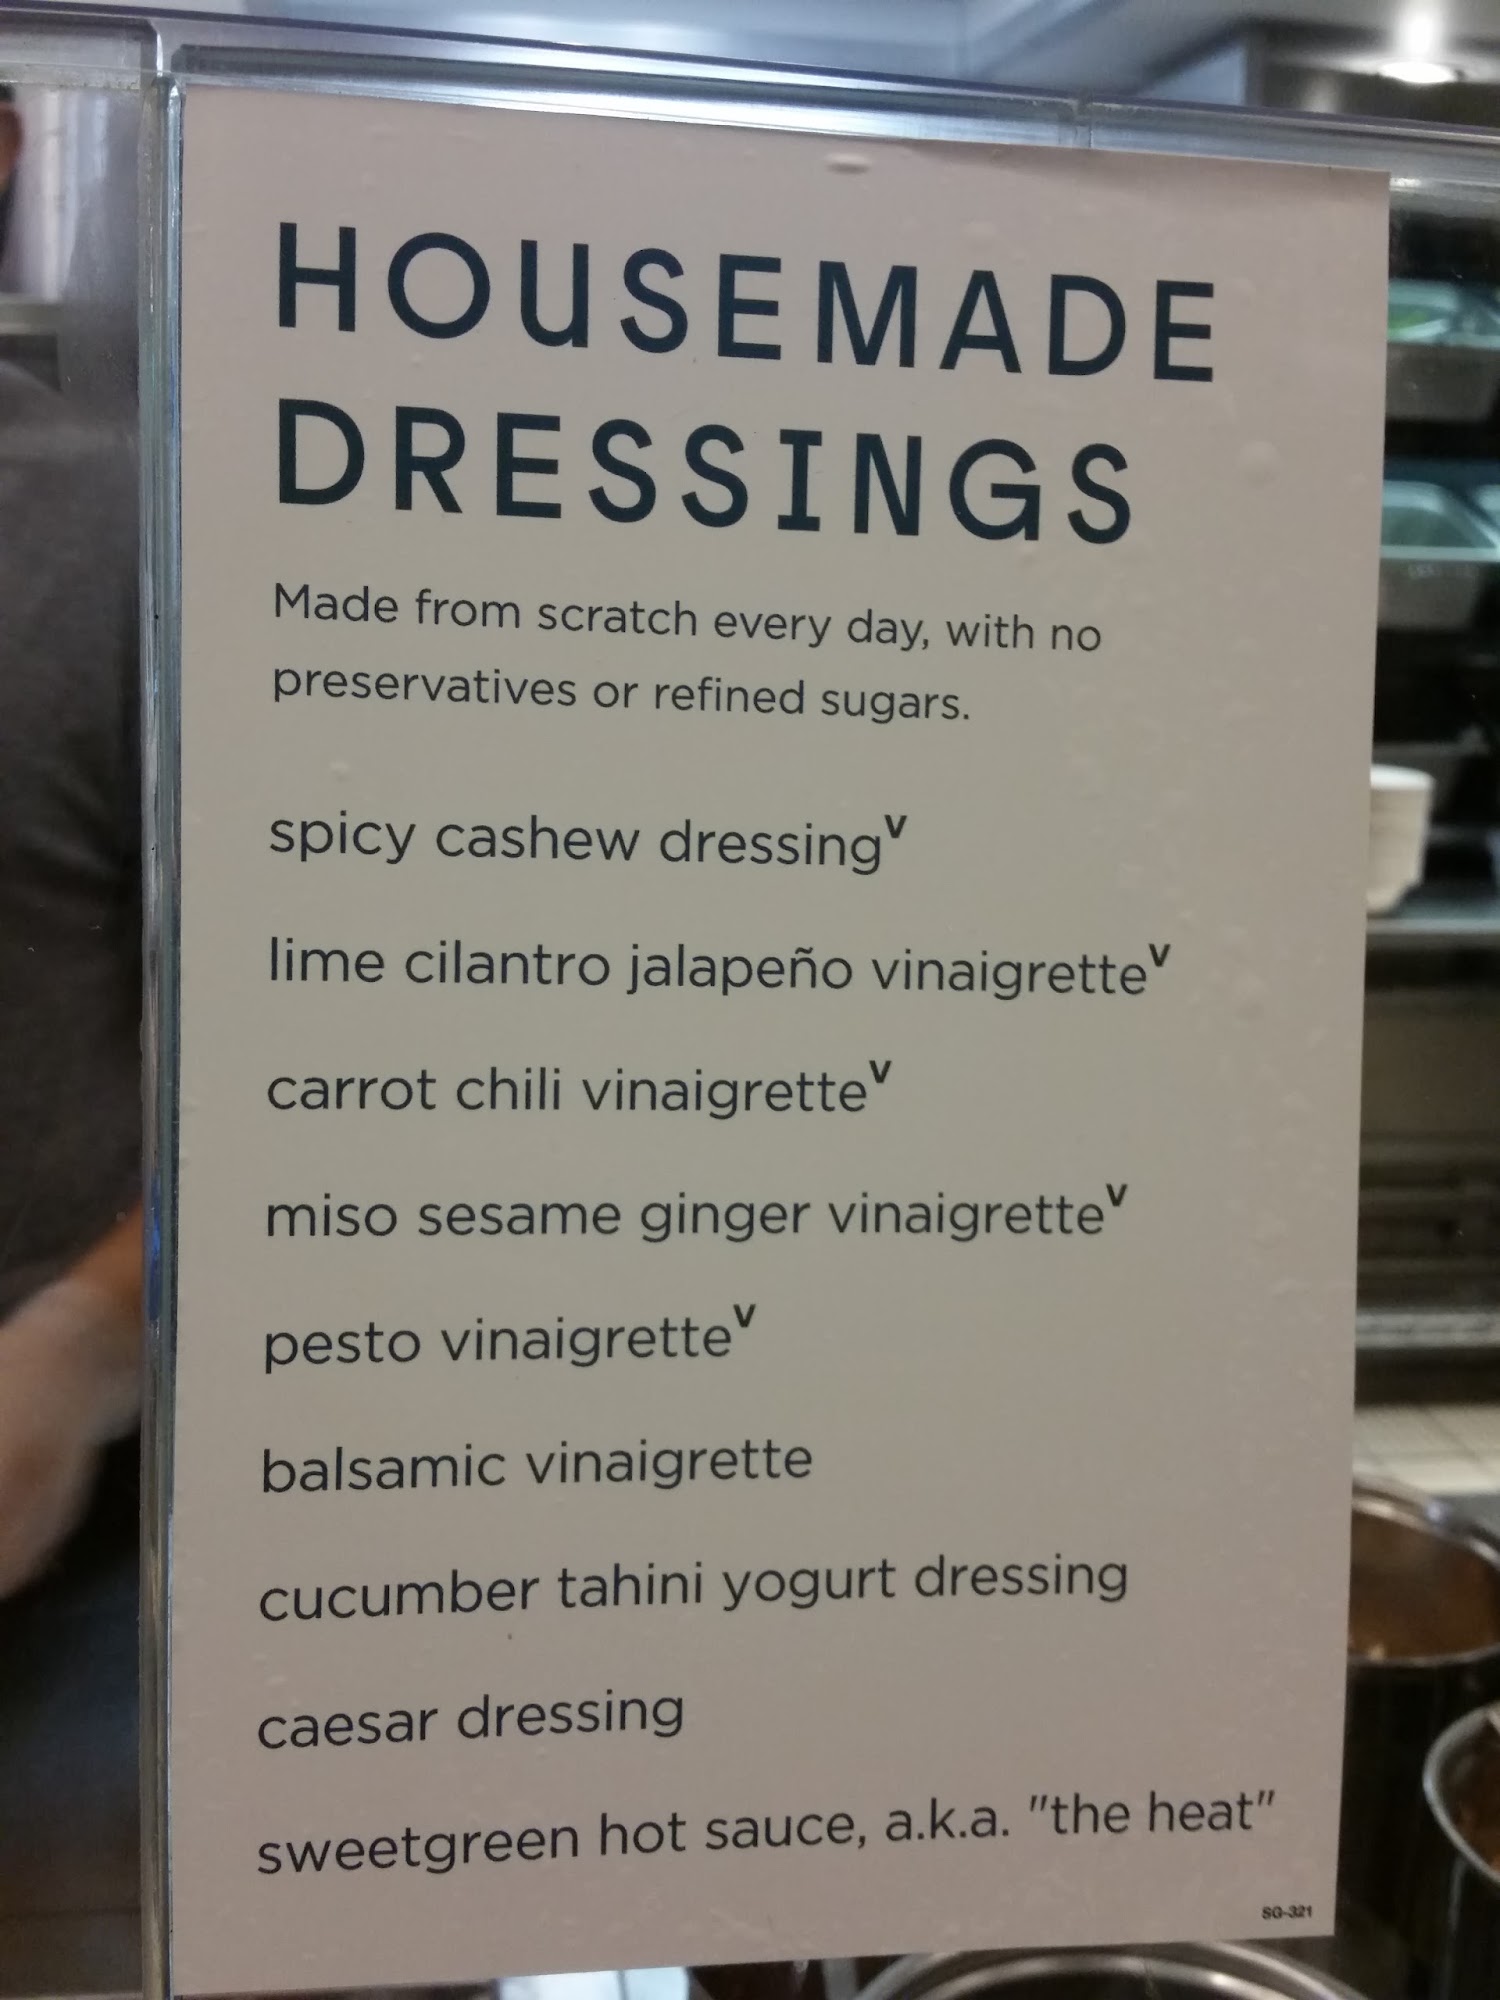 HOUSEMADE
DRESSINGS
Made from scratch every day, with no
preservatives or refined sugars.
spicy cashew dressingᵛ
lime cilantro jalapeño vinaigretteᵛ
carrot chili vinaigretteᵛ
miso sesame ginger vinaigretteᵛ
pesto vinaigretteᵛ
balsamic vinaigrette
cucumber tahini yogurt dressing
caesar dressing
sweetgreen hot sauce, a.k.a. "the heat"
SG-321